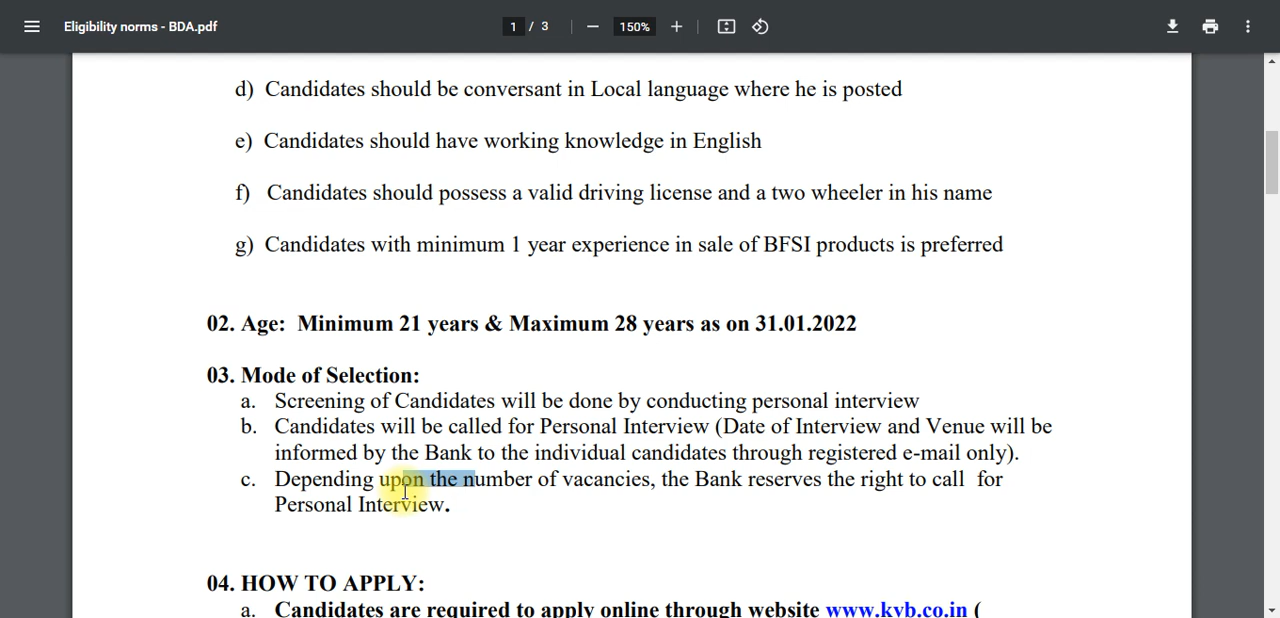 Eligibility norms - BDA.pdf
1 / 3
150%
d) Candidates should be conversant in Local language where he is posted
e) Candidates should have working knowledge in English
f) Candidates should possess a valid driving license and a two wheeler in his name
g) Candidates with minimum 1 year experience in sale of BFSI products is preferred
02. Age: Minimum 21 years & Maximum 28 years as on 31.01.2022
03. Mode of Selection:
a. Screening of Candidates will be done by conducting personal interview
b. Candidates will be called for Personal Interview (Date of Interview and Venue will be
informed by the Bank to the individual candidates through registered e-mail only).
c. Depending upon the number of vacancies, the Bank reserves the right to call for
Personal Interview.
04. HOW TO APPLY:
a. Candidates are required to apply online through website www.kvb.co.in (